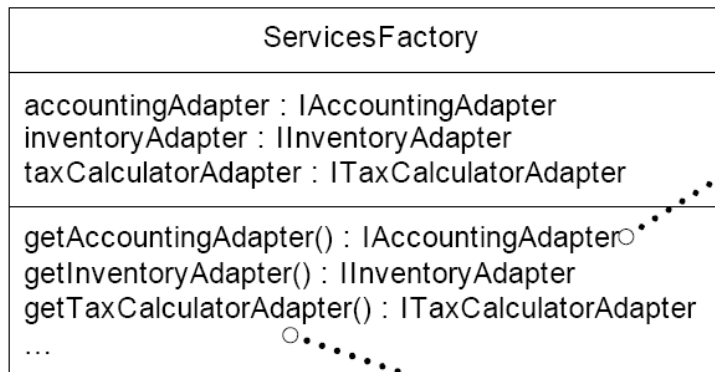 ServicesFactory
accountingAdapter : IAccountingAdapter
inventoryAdapter : IInventoryAdapter
taxCalculatorAdapter : ITaxCalculatorAdapter
getAccountingAdapter() : IAccountingAdapter
getInventoryAdapter() : IInventoryAdapter
getTaxCalculatorAdapter() : ITaxCalculatorAdapter
...